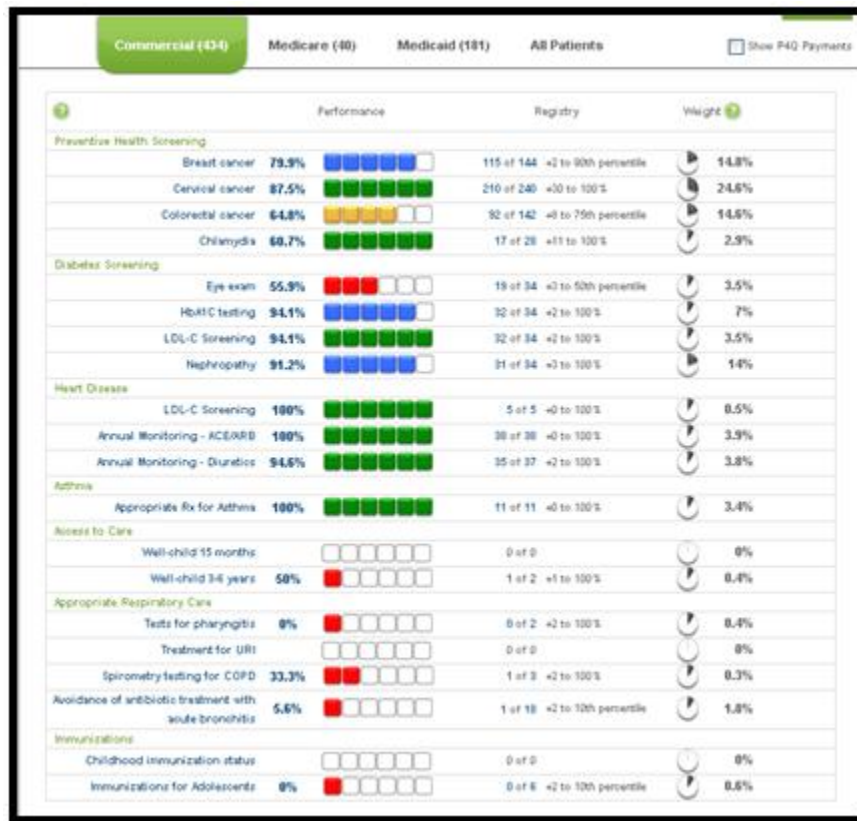 Commercial (434) Medicare (40) Medicaid (181) All Patients Show P4Q Payments
? Performance Registry Weight ?
Preventive Health Screening
Breast cancer 79.9% 115 of 144 +2 to 80th percentile 14.8%
Cervical cancer 87.5% 210 of 240 +30 to 100% 24.6%
Colorectal cancer 64.8% 92 of 142 +8 to 75th percentile 14.6%
Chlamydia 60.7% 17 of 28 +11 to 100% 2.9%
Diabetes Screening
Eye exam 55.9% 19 of 34 +3 to 50th percentile 3.5%
HbA1C testing 94.1% 32 of 34 +2 to 100% 7%
LDL-C Screening 94.1% 32 of 34 +2 to 100% 3.5%
Nephropathy 91.2% 31 of 34 +3 to 100% 14%
Heart Disease
LDL-C Screening 100% 5 of 5 +0 to 100% 0.5%
Annual Monitoring - ACE/ARB 100% 38 of 38 +0 to 100% 3.9%
Annual Monitoring - Diuretics 94.6% 35 of 37 +2 to 100% 3.8%
Asthma
Appropriate Rx for Asthma 100% 11 of 11 +0 to 100% 3.4%
Access to Care
Well-child 15 months 0 of 0 0%
Well-child 3-6 years 50% 1 of 2 +1 to 100% 0.4%
Appropriate Respiratory Care
Tests for pharyngitis 0% 0 of 2 +2 to 100% 0.4%
Treatment for URI 0 of 0 0%
Spirometry testing for COPD 33.3% 1 of 3 +2 to 100% 0.3%
Avoidance of antibiotic treatment with
acute bronchitis 5.6% 1 of 18 +2 to 10th percentile 1.8%
Immunizations
Childhood immunization status 0 of 0 0%
Immunizations for Adolescents 0% 0 of 6 +2 to 10th percentile 0.6%